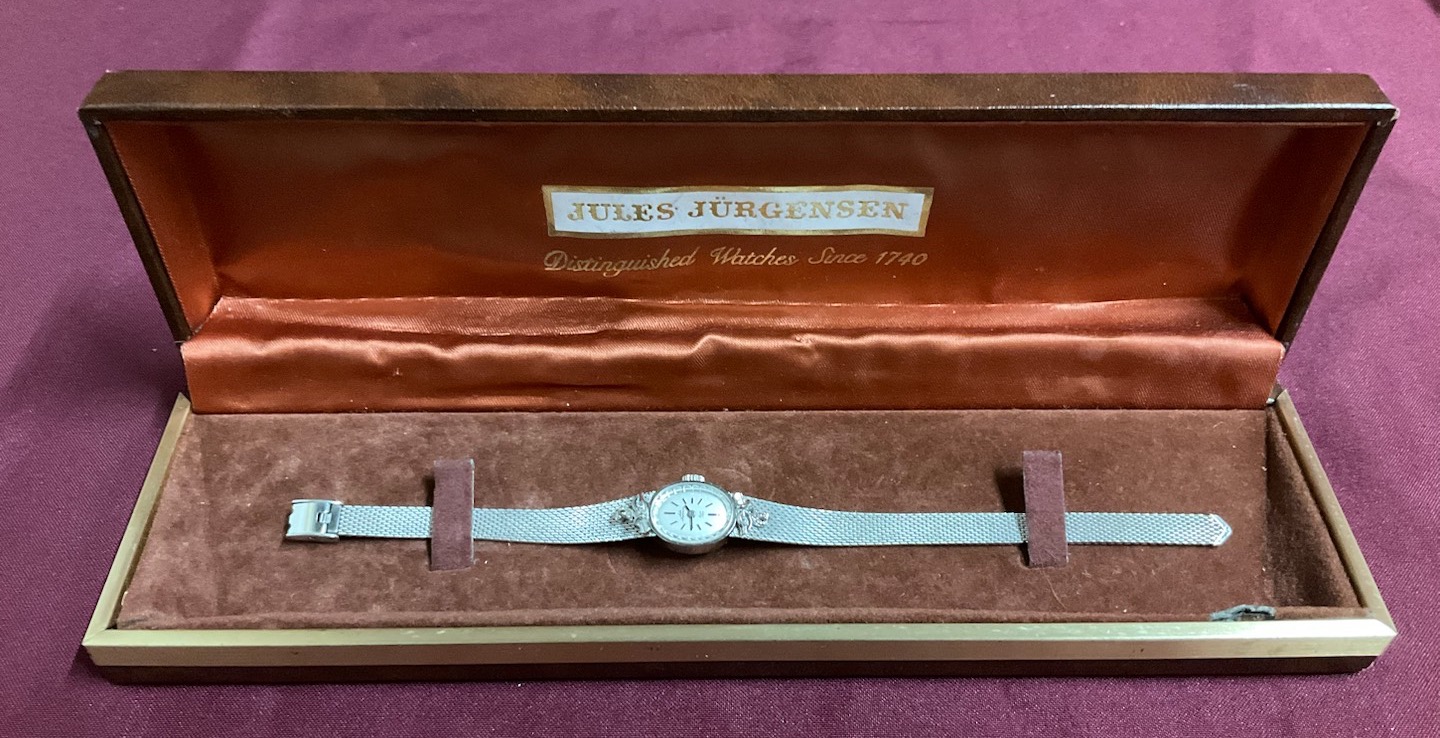 JULES JÜRGENSEN
Distinguished Watches Since 1740